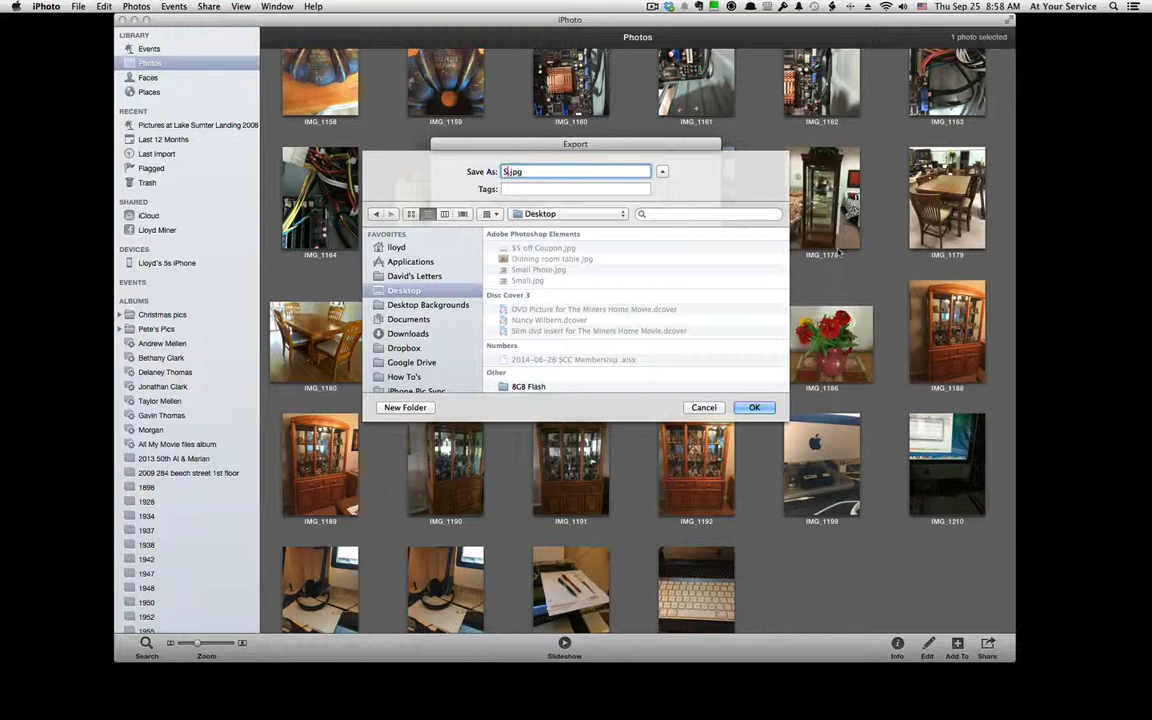 iPhoto File Edit Photos Events Share View Window Help
Thu Sep 25 8:58 AM At Your Service
iPhoto
LIBRARY
Photos
1 photo selected
Events
Photos
Faces
Places
RECENT
Pictures at Lake Sumter Landing 2008
Last 12 Months
Last Import
Flagged
Trash
SHARED
iCloud
Lloyd Miner
DEVICES
Lloyd's 5s iPhone
EVENTS
ALBUMS
Christmas pics
Pete's Pics
Andrew Mellen
Bethany Clark
Delaney Thomas
Jonathan Clark
Taylor Mellen
Gavin Thomas
Morgan
All My Movie files album
2013 50th Al & Marian
2009 284 beech street 1st floor
1898
1928
1934
1937
1938
1942
1947
1948
1950
1952
1955
IMG_1158 IMG_1159 IMG_1160 IMG_1161 IMG_1162 IMG_1163
Export
Save As: S.jpg
Tags:
Desktop
FAVORITES
lloyd
Applications
David's Letters
Desktop
Desktop Backgrounds
Documents
Downloads
Dropbox
Google Drive
How To's
iPhone Pic Sync
Adobe Photoshop Elements
$5 off Coupon.jpg
Dinning room table.jpg
Small Photo.jpg
Small.jpg
Disc Cover 3
DVD Picture for The Miners Home Movie.dcover
Nancy Wilbern.dcover
Slim dvd insert for The Miners Home Movie.dcover
Numbers
2014-06-26 SCC Membership .xlsx
Other
8GB Flash
New Folder Cancel OK
IMG_1164 IMG_1178 IMG_1179
IMG_1180 IMG_1186 IMG_1188
IMG_1189 IMG_1190 IMG_1191 IMG_1192 IMG_1199 IMG_1210
Search Zoom Slideshow Info Edit Add To Share